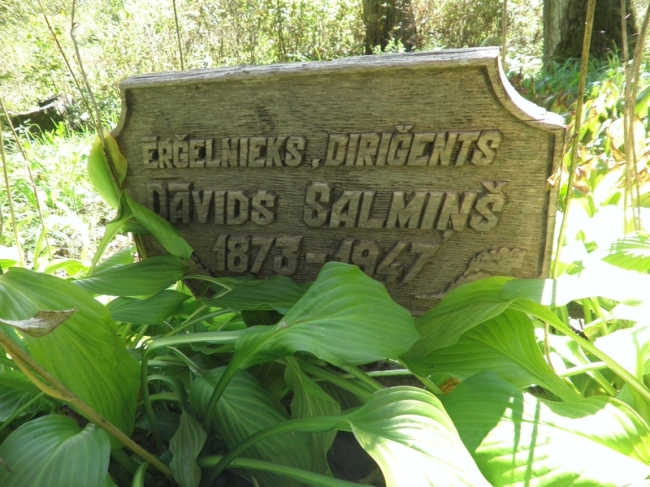 ĒRĢELNIEKS, DIRIĢENTS
DĀVIDS SALMIŅŠ
1873-1947